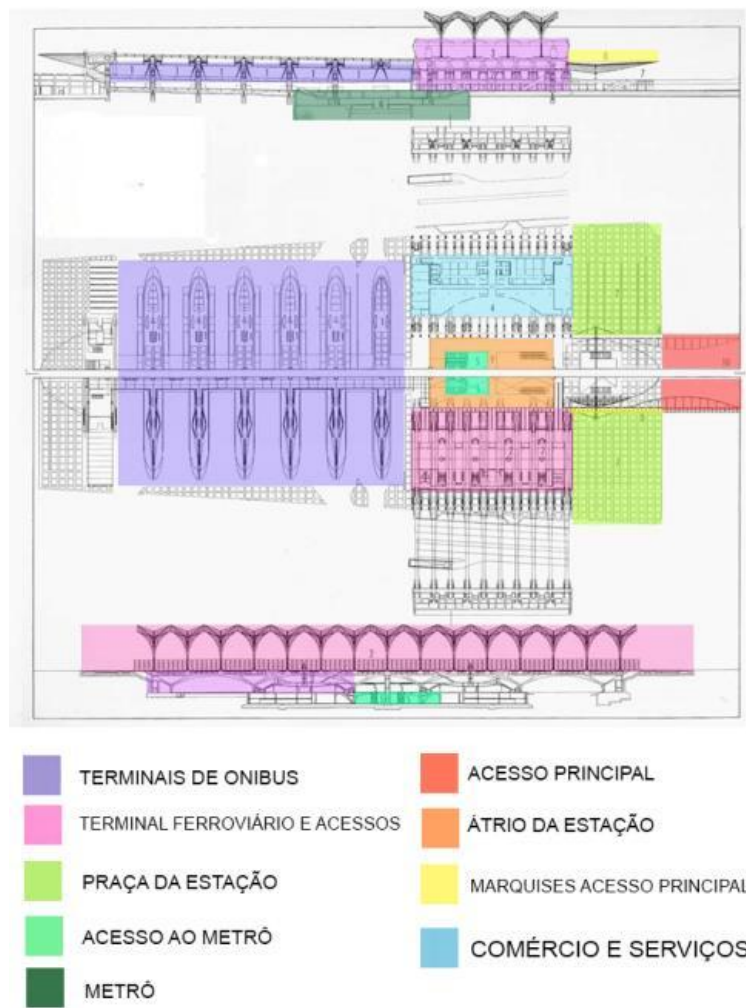 TERMINAIS DE ONIBUS
TERMINAL FERROVIÁRIO E ACESSOS
PRAÇA DA ESTAÇÃO
ACESSO AO METRÔ
METRÔ
ACESSO PRINCIPAL
ÁTRIO DA ESTAÇÃO
MARQUISES ACESSO PRINCIPAL
COMÉRCIO E SERVIÇOS